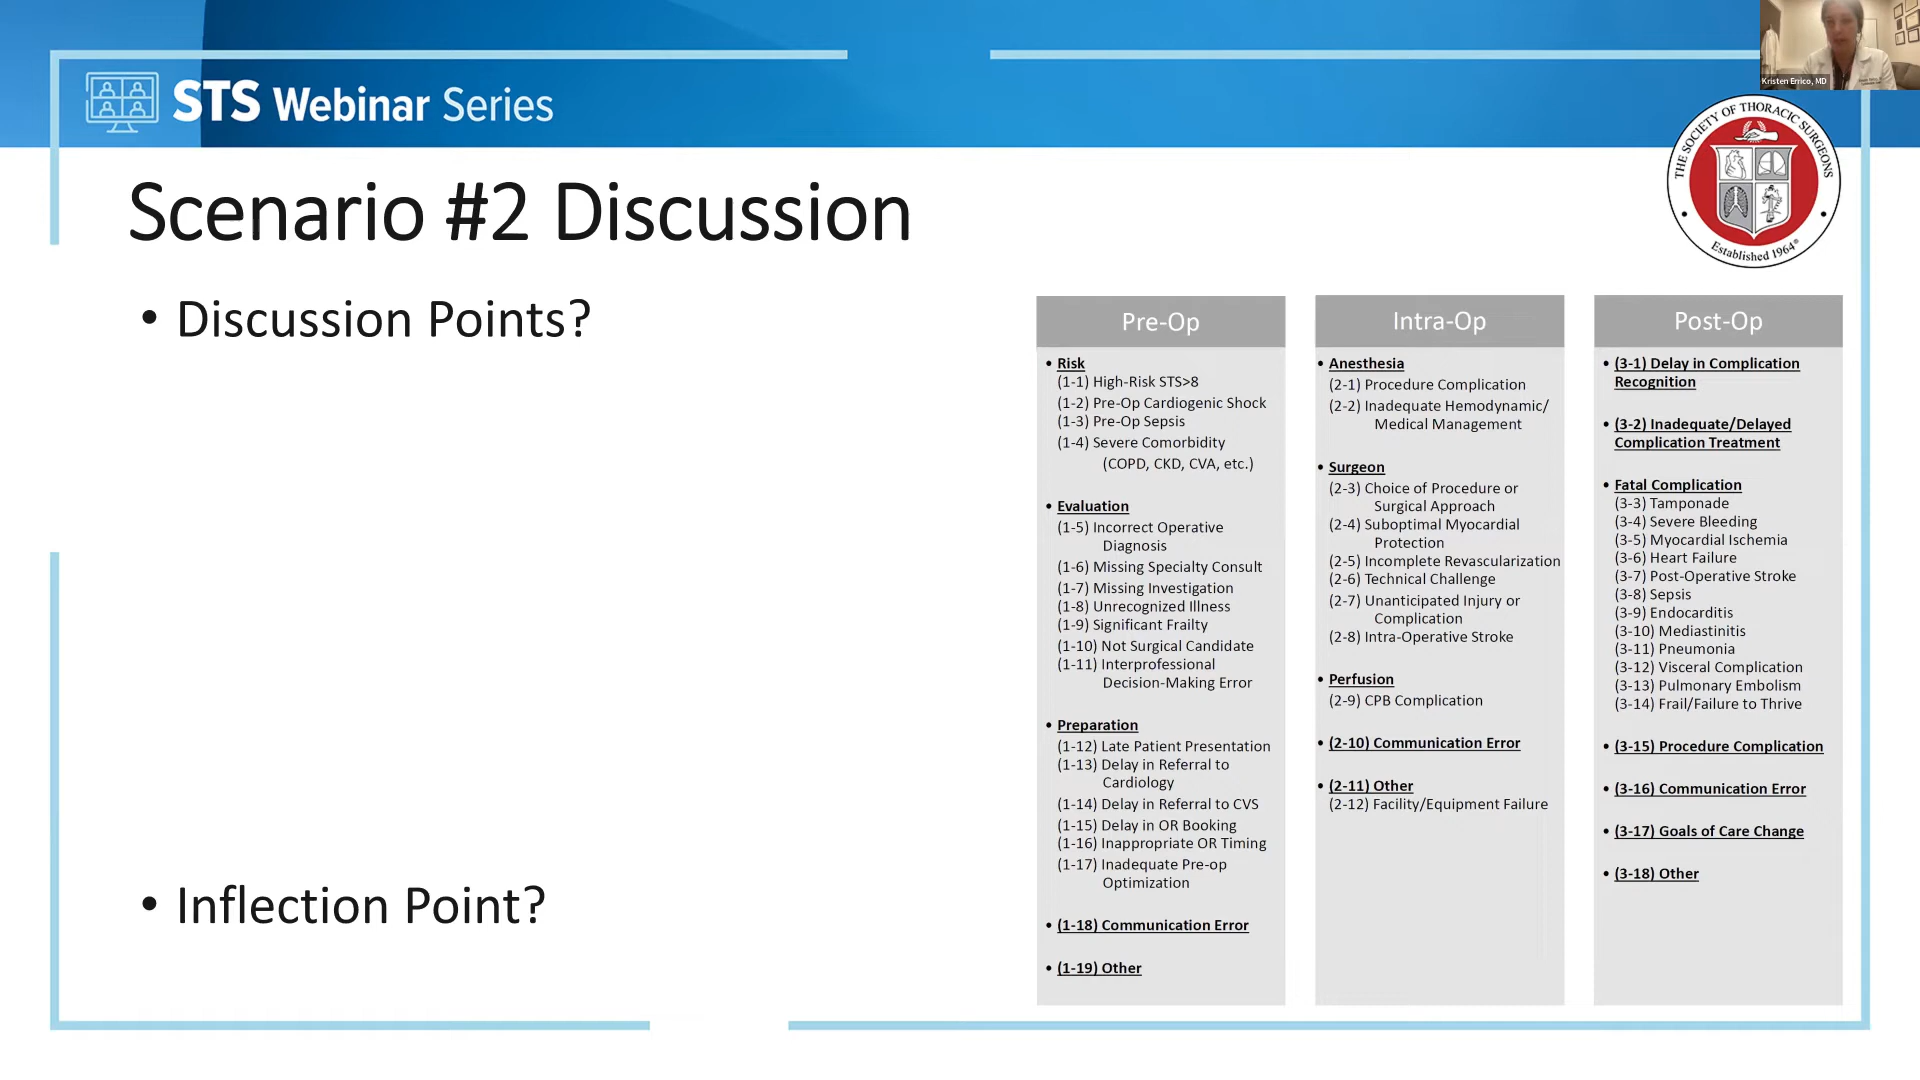 STS Webinar Series
Kristen Errico, MD
THE SOCIETY OF THORACIC SURGEONS
Established 1964®
Scenario #2 Discussion
• Discussion Points?
• Inflection Point?
Pre-Op
• Risk
(1-1) High-Risk STS>8
(1-2) Pre-Op Cardiogenic Shock
(1-3) Pre-Op Sepsis
(1-4) Severe Comorbidity
(COPD, CKD, CVA, etc.)
• Evaluation
(1-5) Incorrect Operative
Diagnosis
(1-6) Missing Specialty Consult
(1-7) Missing Investigation
(1-8) Unrecognized Illness
(1-9) Significant Frailty
(1-10) Not Surgical Candidate
(1-11) Interprofessional
Decision-Making Error
• Preparation
(1-12) Late Patient Presentation
(1-13) Delay in Referral to
Cardiology
(1-14) Delay in Referral to CVS
(1-15) Delay in OR Booking
(1-16) Inappropriate OR Timing
(1-17) Inadequate Pre-op
Optimization
• (1-18) Communication Error
• (1-19) Other
Intra-Op
• Anesthesia
(2-1) Procedure Complication
(2-2) Inadequate Hemodynamic/
Medical Management
• Surgeon
(2-3) Choice of Procedure or
Surgical Approach
(2-4) Suboptimal Myocardial
Protection
(2-5) Incomplete Revascularization
(2-6) Technical Challenge
(2-7) Unanticipated Injury or
Complication
(2-8) Intra-Operative Stroke
• Perfusion
(2-9) CPB Complication
• (2-10) Communication Error
• (2-11) Other
(2-12) Facility/Equipment Failure
Post-Op
• (3-1) Delay in Complication
Recognition
• (3-2) Inadequate/Delayed
Complication Treatment
• Fatal Complication
(3-3) Tamponade
(3-4) Severe Bleeding
(3-5) Myocardial Ischemia
(3-6) Heart Failure
(3-7) Post-Operative Stroke
(3-8) Sepsis
(3-9) Endocarditis
(3-10) Mediastinitis
(3-11) Pneumonia
(3-12) Visceral Complication
(3-13) Pulmonary Embolism
(3-14) Frail/Failure to Thrive
• (3-15) Procedure Complication
• (3-16) Communication Error
• (3-17) Goals of Care Change
• (3-18) Other